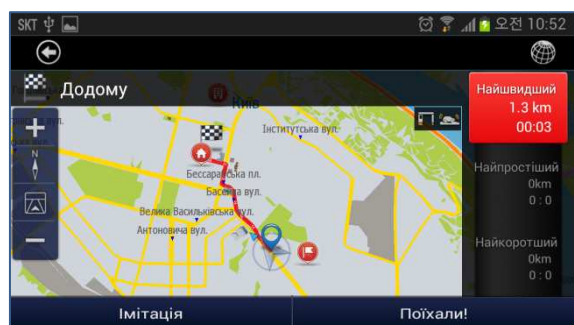 SKT
오전 10:52
Додому
Найшвидший
1.3 km
00:03
Київ
Інститутська вул.
вул.
Бессарабська пл.
Басейна вул.
Велика Васильківська вул.
Антоновича вул.
N
Найпростіший
0km
0 : 0
Найкоротший
0km
0 : 0
Імітація
Поїхали!